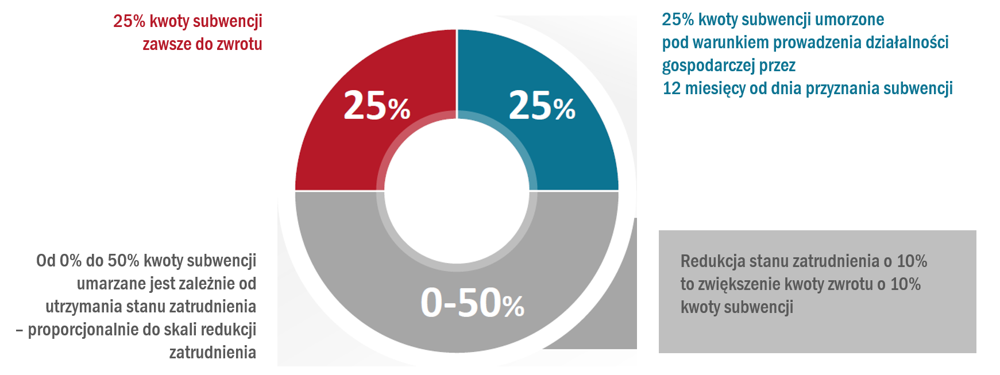 25% kwoty subwencji
zawsze do zwrotu
25% kwoty subwencji umorzone
pod warunkiem prowadzenia działalności
gospodarczej przez
12 miesięcy od dnia przyznania subwencji
25%
25%
0-50%
Od 0% do 50% kwoty subwencji
umarzane jest zależnie od
utrzymania stanu zatrudnienia
– proporcjonalnie do skali redukcji
zatrudnienia
Redukcja stanu zatrudnienia o 10%
to zwiększenie kwoty zwrotu o 10%
kwoty subwencji